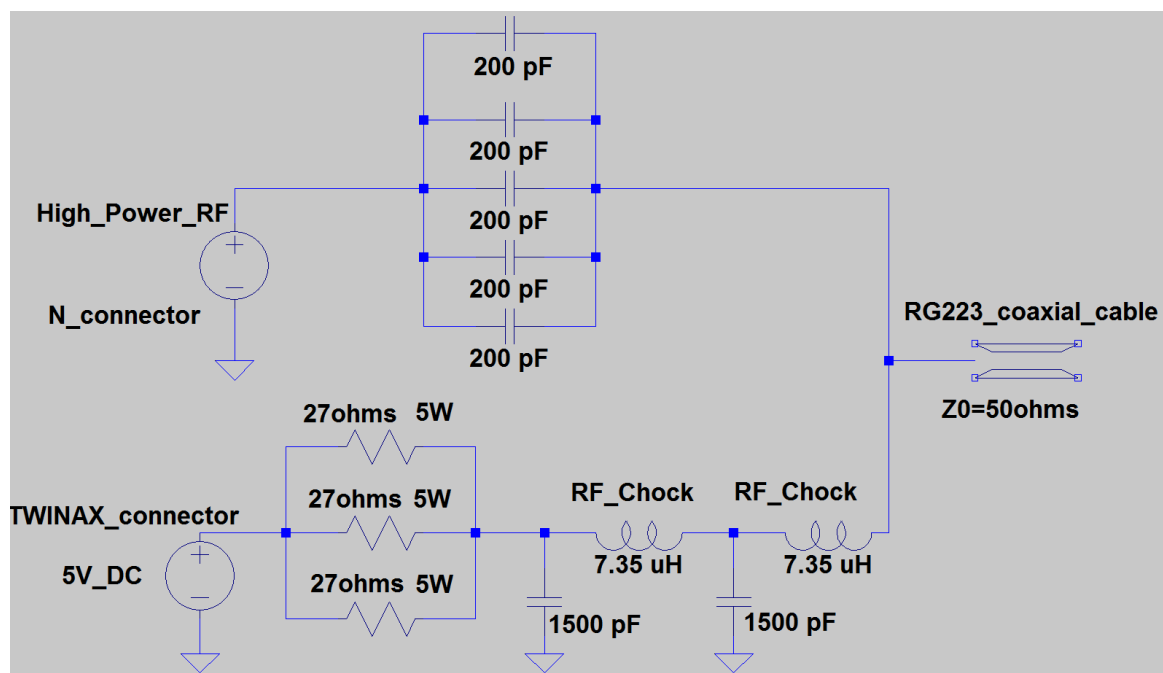 200 pF
200 pF
High_Power_RF
200 pF
N_connector
200 pF
RG223_coaxial_cable
200 pF
Z0=50ohms
27ohms 5W
RF_Chock
RF_Chock
27ohms 5W
TWINAX_connector
7.35 uH
7.35 uH
5V_DC
27ohms 5W
1500 pF
1500 pF